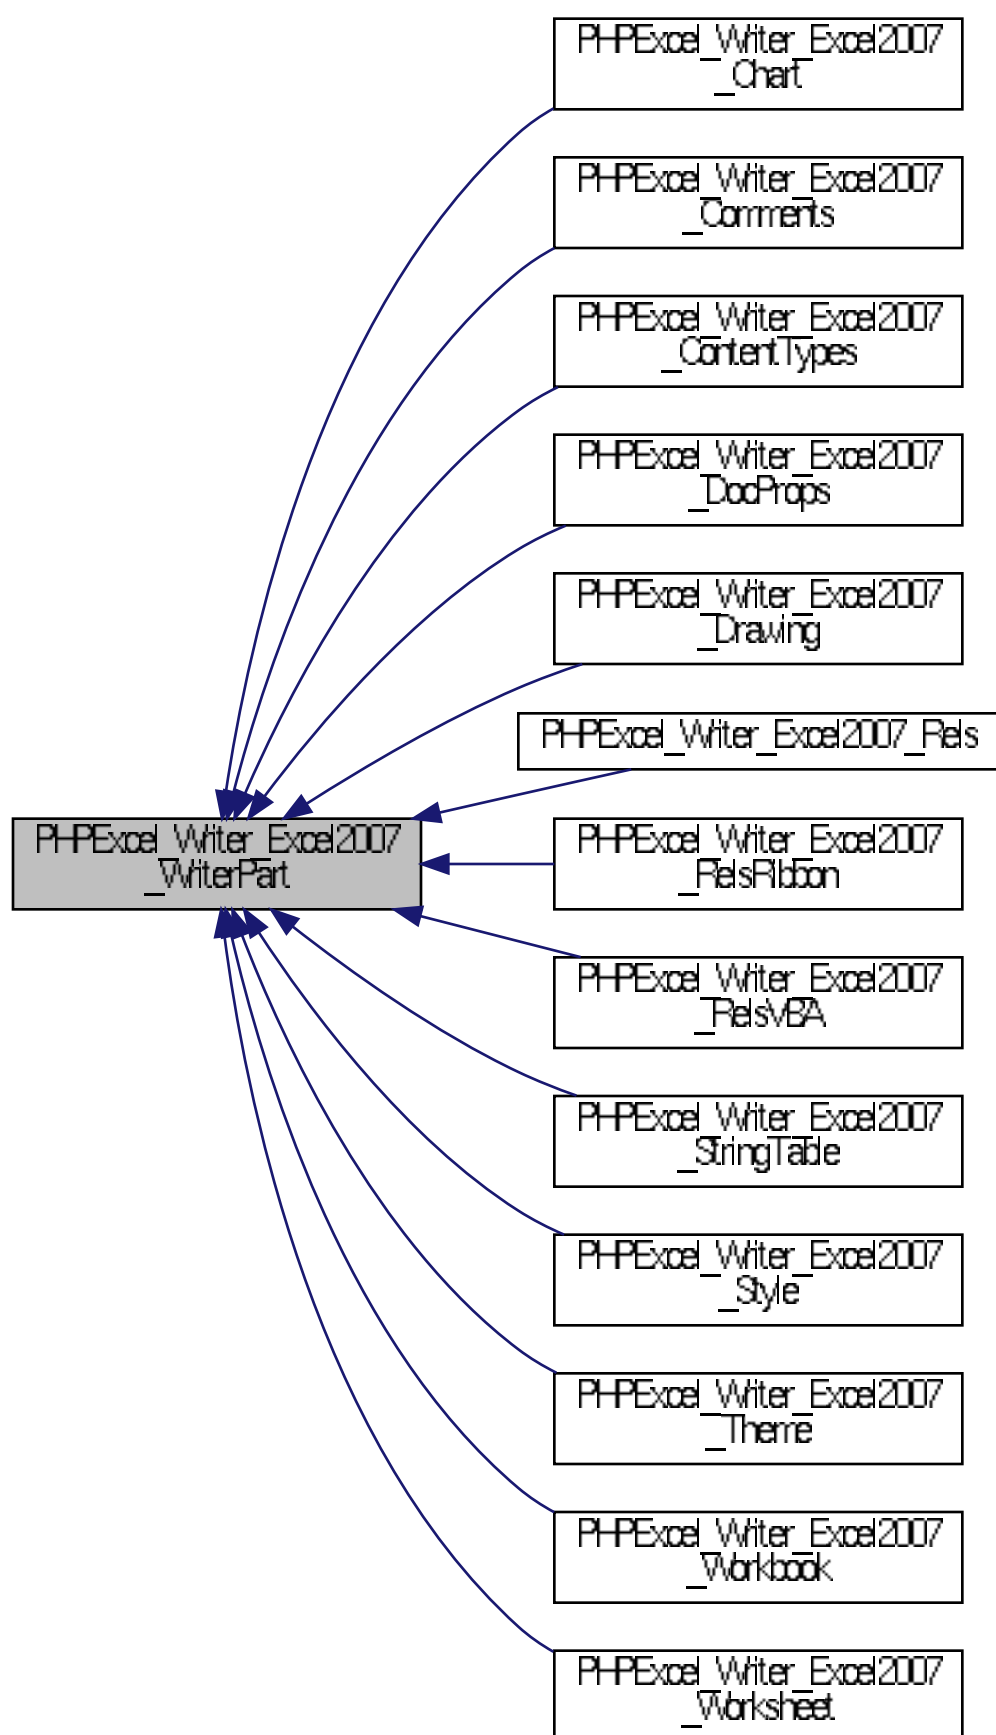 PHPExcel_Writer_Excel2007
_Chart
PHPExcel_Writer_Excel2007
_Comments
PHPExcel_Writer_Excel2007
_ContentTypes
PHPExcel_Writer_Excel2007
_DocProps
PHPExcel_Writer_Excel2007
_Drawing
PHPExcel_Writer_Excel2007_Rels
PHPExcel_Writer_Excel2007
_WriterPart
PHPExcel_Writer_Excel2007
_RelsRibbon
PHPExcel_Writer_Excel2007
_RelsVBA
PHPExcel_Writer_Excel2007
_StringTable
PHPExcel_Writer_Excel2007
_Style
PHPExcel_Writer_Excel2007
_Theme
PHPExcel_Writer_Excel2007
_Workbook
PHPExcel_Writer_Excel2007
_Worksheet